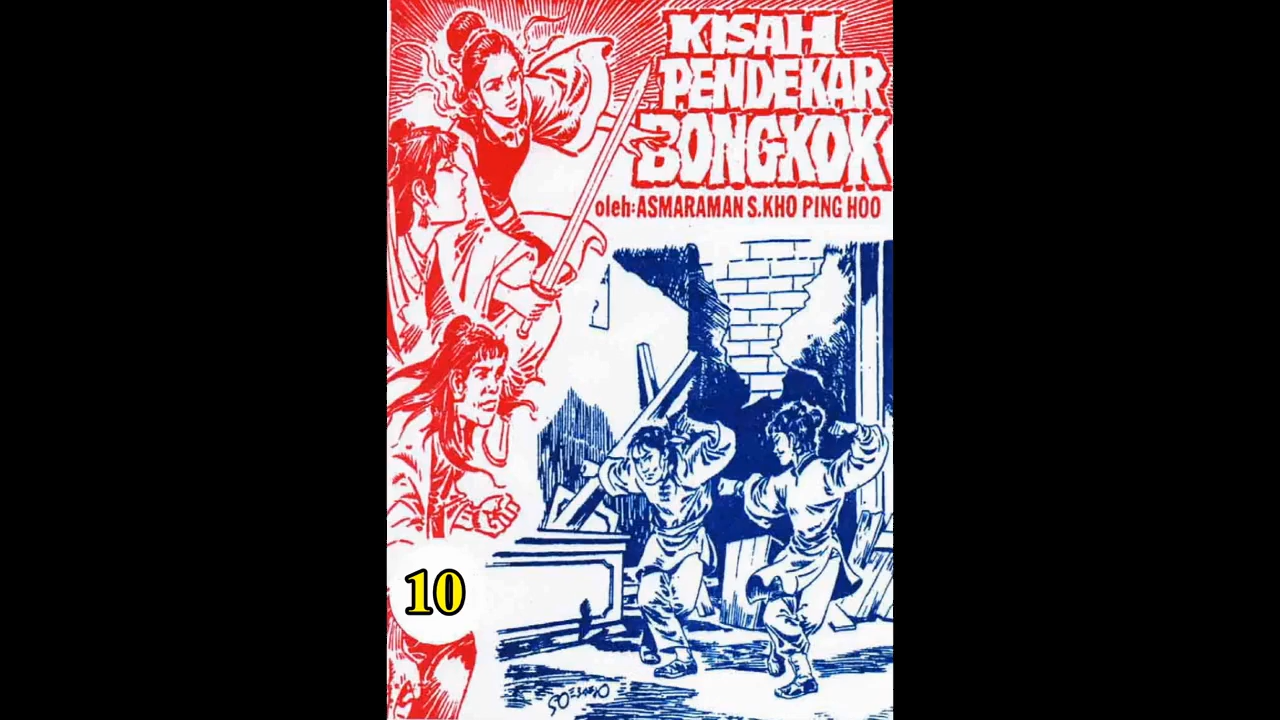 KISAH
PENDEKAR
BONGKOK
oleh: ASMARAMAN S. KHO PING HOO
10